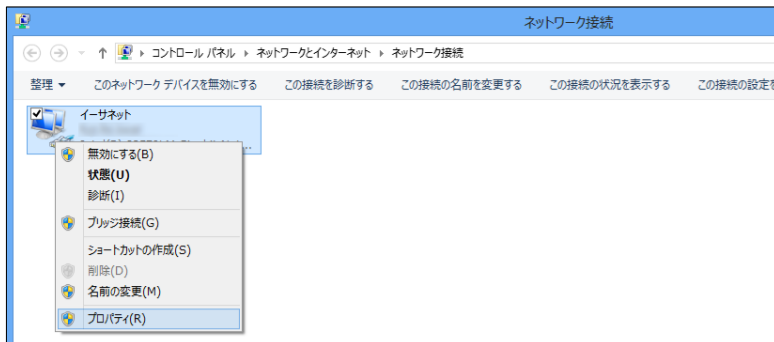 ネットワーク接続
コントロール パネル ▸ ネットワークとインターネット ▸ ネットワーク接続
整理 ▼ このネットワーク デバイスを無効にする この接続を診断する この接続の名前を変更する この接続の状況を表示する この接続の設定を
イーサネット
無効にする(B)
状態(U)
診断(I)
ブリッジ接続(G)
ショートカットの作成(S)
削除(D)
名前の変更(M)
プロパティ(R)